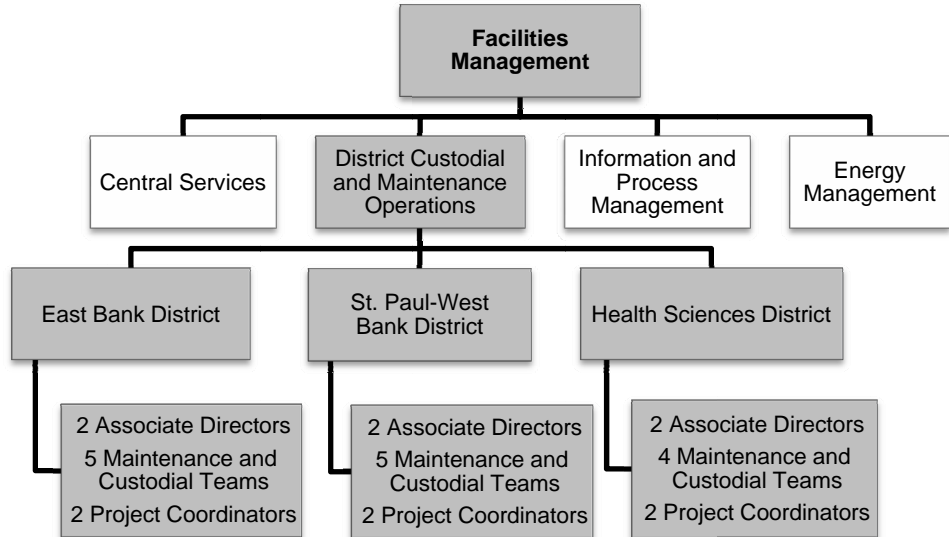 Facilities
Management
Central Services
District Custodial
and Maintenance
Operations
Information and
Process
Management
Energy
Management
East Bank District
St. Paul-West
Bank District
Health Sciences District
2 Associate Directors
5 Maintenance and
Custodial Teams
2 Project Coordinators
2 Associate Directors
5 Maintenance and
Custodial Teams
2 Project Coordinators
2 Associate Directors
4 Maintenance and
Custodial Teams
2 Project Coordinators